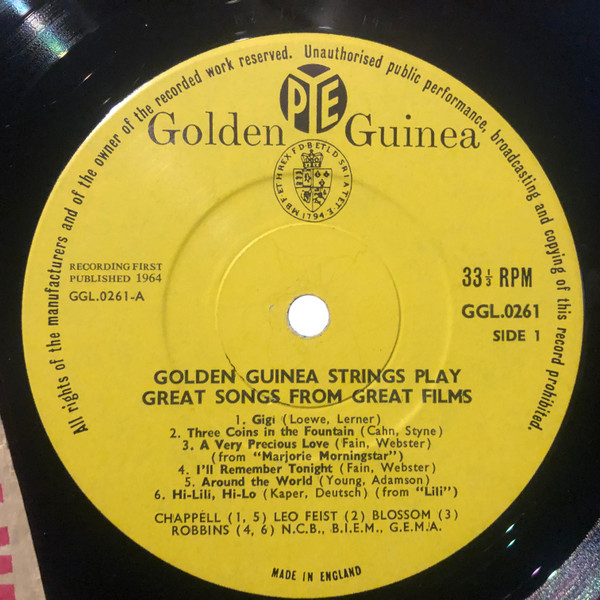 All rights of the manufacturers and of the owner of the recorded work reserved. Unauthorised public performance, broadcasting and copying of this record prohibited.
PYE
Golden Guinea
RECORDING FIRST
PUBLISHED 1964
GGL.0261-A
33⅓ RPM
GGL.0261
SIDE 1
GOLDEN GUINEA STRINGS PLAY
GREAT SONGS FROM GREAT FILMS
1. Gigi (Loewe, Lerner)
2. Three Coins in the Fountain (Cahn, Styne)
3. A Very Precious Love (Fain, Webster)
(from "Marjorie Morningstar")
4. I'll Remember Tonight (Fain, Webster)
5. Around the World (Young, Adamson)
6. Hi-Lili, Hi-Lo (Kaper, Deutsch) (from "Lili")
CHAPPELL (1, 5) LEO FEIST (2) BLOSSOM (3)
ROBBINS (4, 6) N.C.B., B.I.E.M., G.E.M.A.
MADE IN ENGLAND